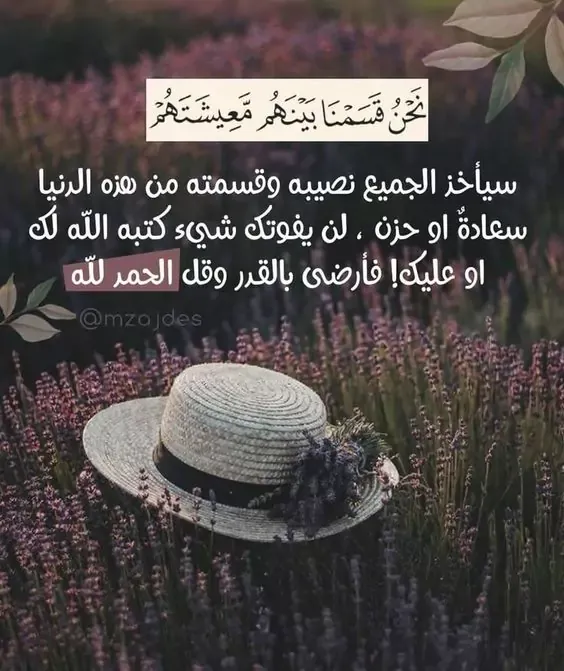 نَحْنُ قَسَمْنَا بَيْنَهُم مَّعِيشَتَهُمْ
سيأخذ الجميع نصيبه وقسمته من هذه الدنيا
سعادةٌ او حزن ، لن يفوتك شيء كتبه الله لك
او عليك! فأرضى بالقدر وقل الحمد لله
@mzojdes